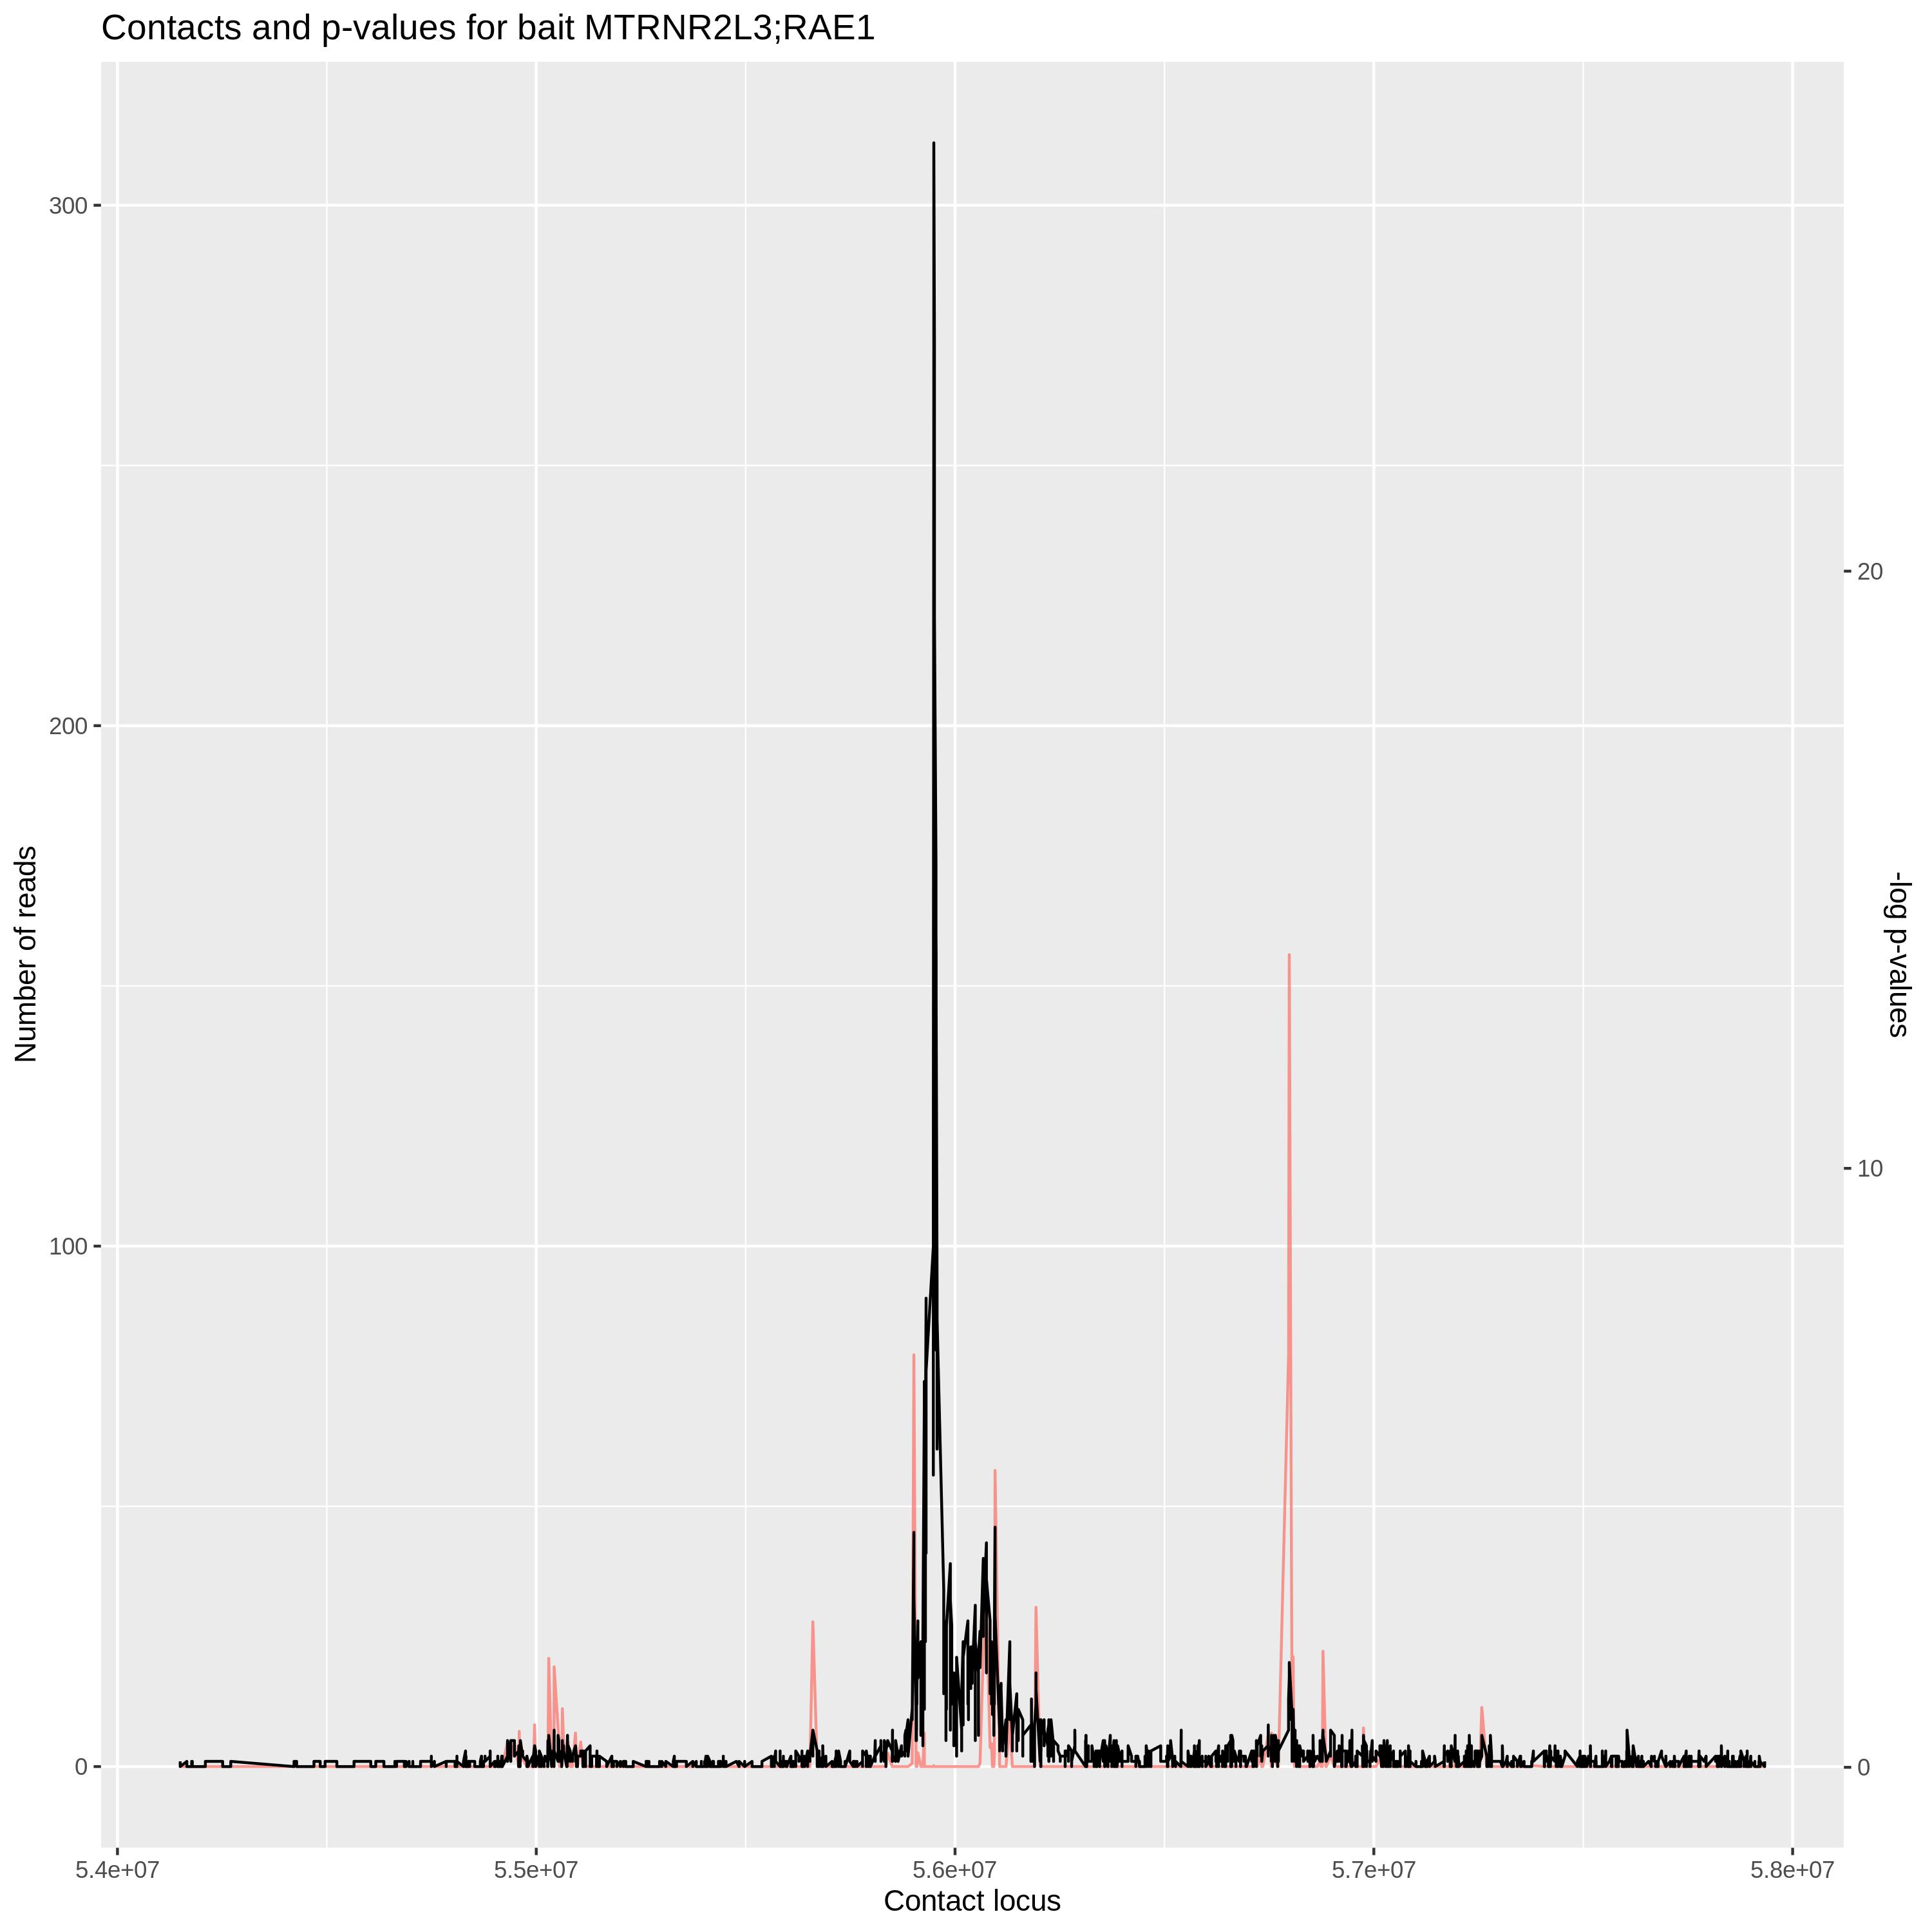 Contacts and p-values for bait MTRNR2L3;RAE1
300
200
100
0
Number of reads
20
10
0
-log p-values
5.4e+07
5.5e+07
5.6e+07
5.7e+07
5.8e+07
Contact locus